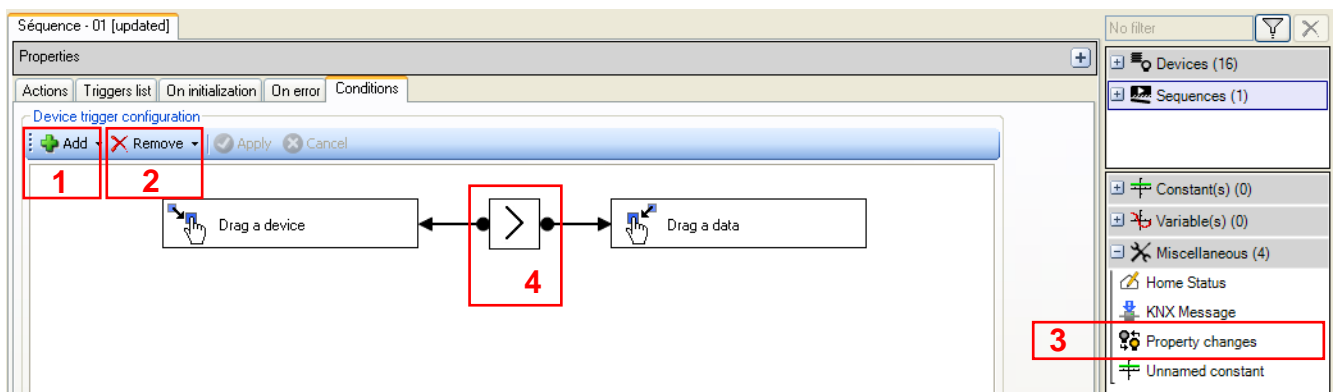 Séquence - 01 [updated]
Properties
Actions Triggers list On initialization On error Conditions
Device trigger configuration
Add Remove Apply Cancel
1 2
Drag a device > Drag a data
4
No filter
Devices (16)
Sequences (1)
Constant(s) (0)
Variable(s) (0)
Miscellaneous (4)
Home Status
KNX Message
3 Property changes
Unnamed constant